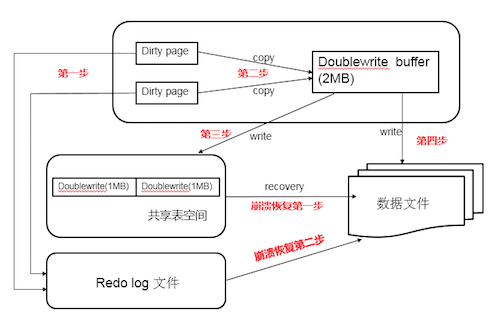 Dirty page
copy
第一步
第二步
Doublewrite buffer
(2MB)
Dirty page
copy
第三步
write
write
第四步
Doublewrite(1MB)
Doublewrite(1MB)
共享表空间
recovery
崩溃恢复第一步
数据文件
崩溃恢复第二步
Redo log 文件